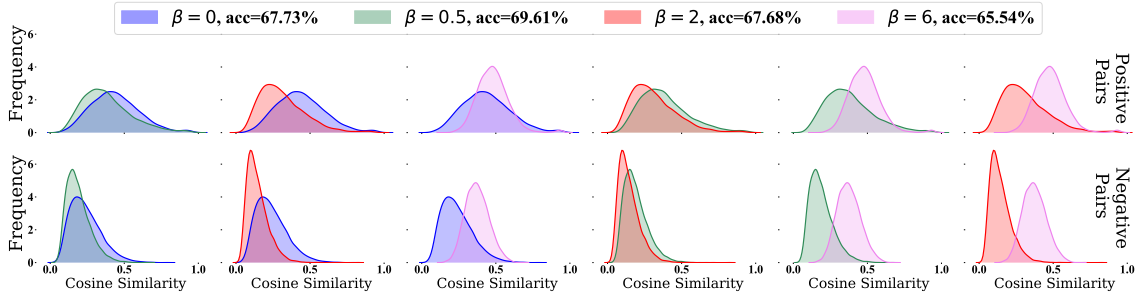 β = 0, acc=67.73% β = 0.5, acc=69.61% β = 2, acc=67.68% β = 6, acc=65.54%
Frequency
6
4
2
0
Positive
Pairs
Frequency
6
4
2
0
Negative
Pairs
0.0 0.5 1.0 0.0 0.5 1.0 0.0 0.5 1.0 0.0 0.5 1.0 0.0 0.5 1.0 0.0 0.5 1.0
Cosine Similarity Cosine Similarity Cosine Similarity Cosine Similarity Cosine Similarity Cosine Similarity